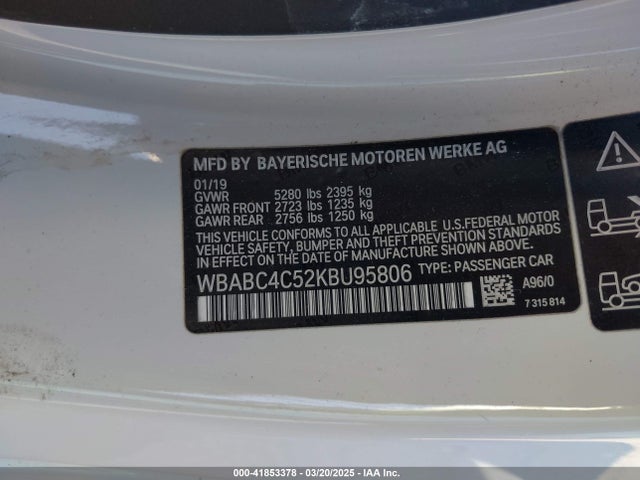 MFD BY BAYERISCHE MOTOREN WERKE AG
01/19
GVWR 5280 lbs 2395 kg
GAWR FRONT 2723 lbs 1235 kg
GAWR REAR 2756 lbs 1250 kg
THIS VEHICLE CONFORMS TO ALL APPLICABLE U.S.FEDERAL MOTOR
VEHICLE SAFETY, BUMPER AND THEFT PREVENTION STANDARDS
IN EFFECT ON THE DATE OF MANUFACTURE SHOWN ABOVE.
WBABC4C52KBU95806 TYPE: PASSENGER CAR
A96/0
7 315 814
000-41853378 | 03/20/2025 | IAA Inc.